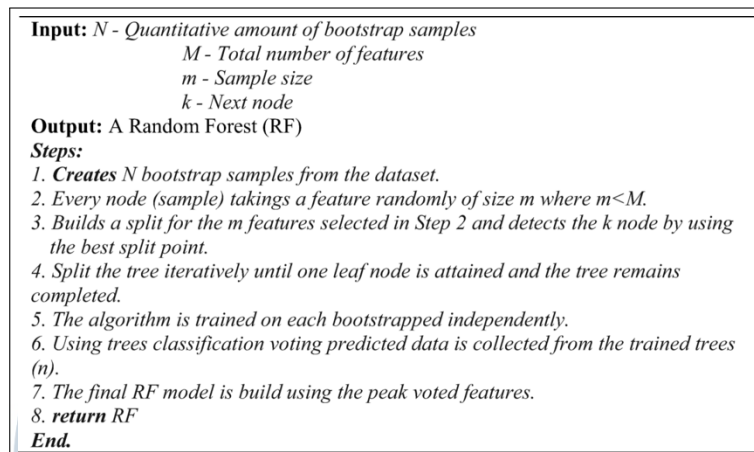 Input: N - Quantitative amount of bootstrap samples
M - Total number of features
m - Sample size
k - Next node
Output: A Random Forest (RF)
Steps:
1. Creates N bootstrap samples from the dataset.
2. Every node (sample) takings a feature randomly of size m where m<M.
3. Builds a split for the m features selected in Step 2 and detects the k node by using
the best split point.
4. Split the tree iteratively until one leaf node is attained and the tree remains
completed.
5. The algorithm is trained on each bootstrapped independently.
6. Using trees classification voting predicted data is collected from the trained trees
(n).
7. The final RF model is build using the peak voted features.
8. return RF
End.